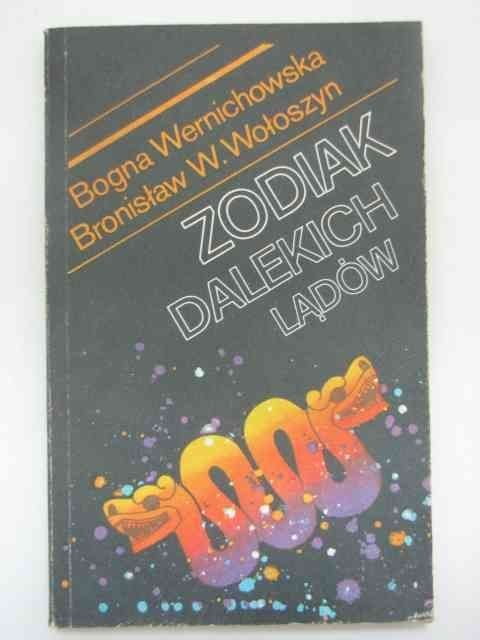 Bogna Wernichowska
Bronisław W. Wołoszyn
ZODIAK
DALEKICH
LĄDÓW